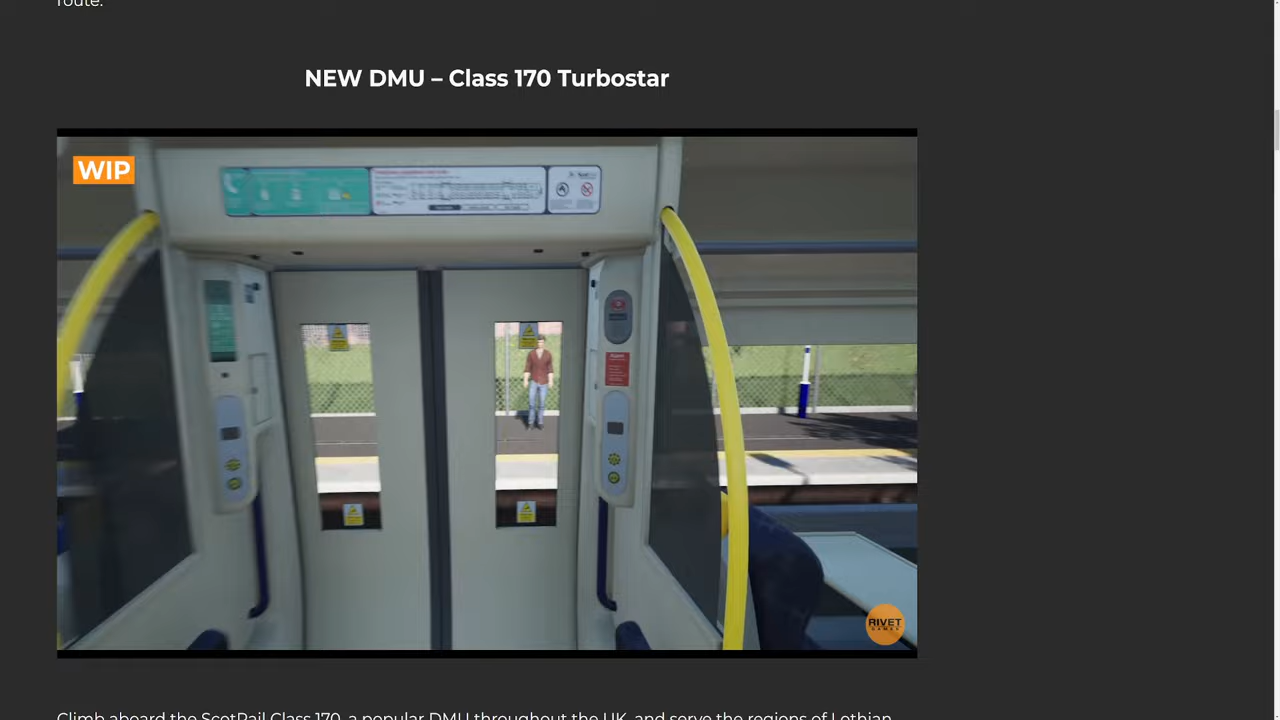 route.
NEW DMU – Class 170 Turbostar
WIP
RIVET
GAMES
Climb aboard the ScotRail Class 170, a popular DMU throughout the UK, and serve the regions of Lothian,